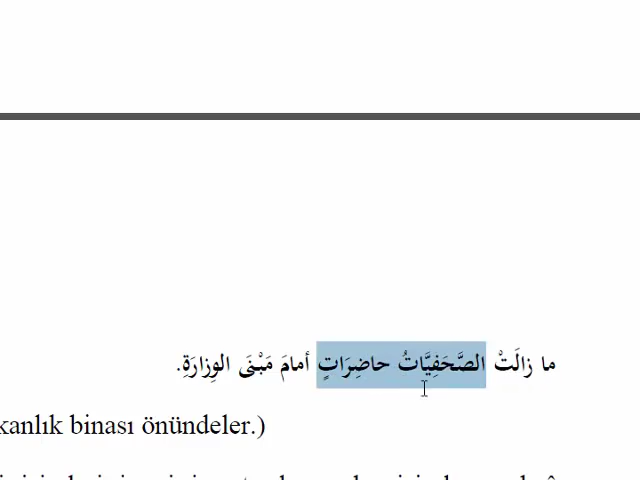 ما زالَتْ الصَّحَفِيَّاتُ حاضِرَاتٍ أمامَ مَبْنَى الوِزارَةِ.
kanlık binası önündeler.)